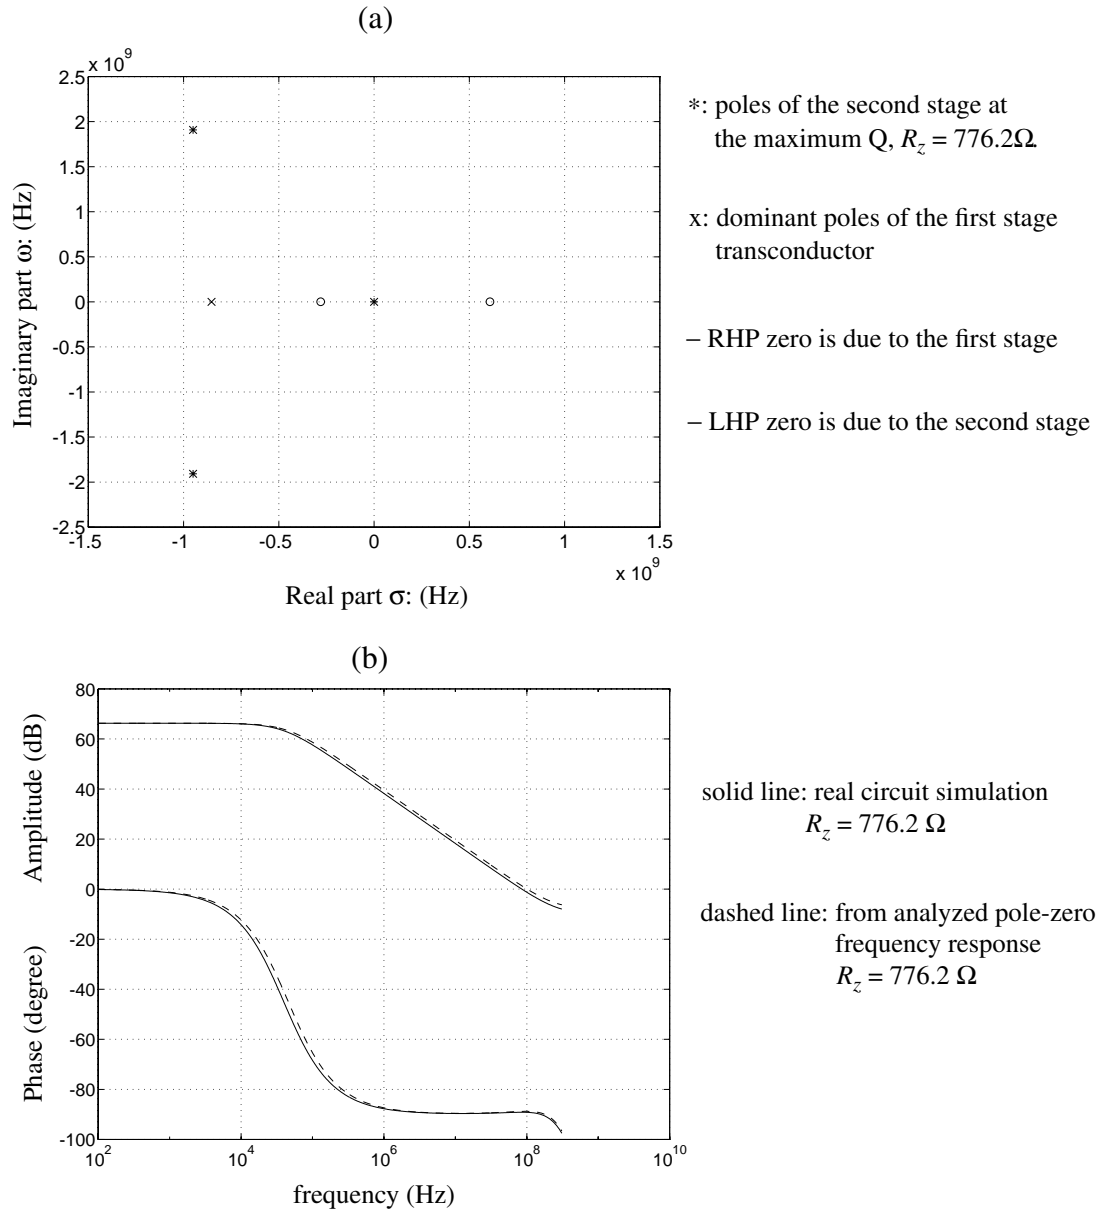 (a)
x 10^9
2.5
2
1.5
1
0.5
0
-0.5
-1
-1.5
-2
-2.5
-1.5 -1 -0.5 0 0.5 1 1.5
x 10^9
Imaginary part ω: (Hz)
Real part σ: (Hz)
*: poles of the second stage at
the maximum Q, R_z = 776.2Ω.
x: dominant poles of the first stage
transconductor
– RHP zero is due to the first stage
– LHP zero is due to the second stage
(b)
80
60
40
20
0
-20
-40
-60
-80
-100
10^2 10^4 10^6 10^8 10^10
Amplitude (dB)
Phase (degree)
frequency (Hz)
solid line: real circuit simulation
R_z = 776.2 Ω
dashed line: from analyzed pole-zero
frequency response
R_z = 776.2 Ω